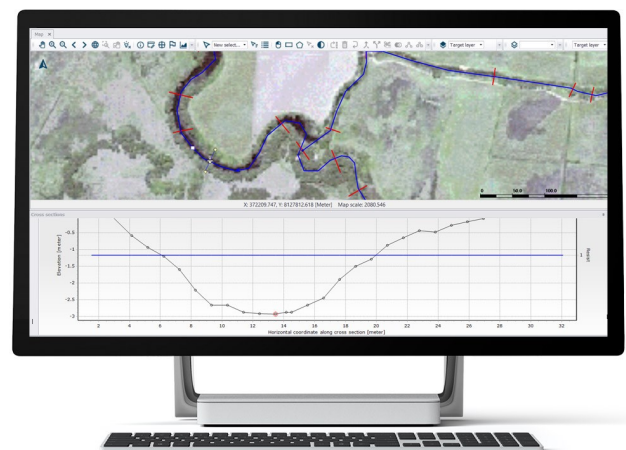 Map ×
New select...
Target layer
Target layer
0 50.0 100.0
X: 372209.747, Y: 8127812.618 [Meter] Map scale: 2080.546
Cross sections ×
Elevation [meter]
-0.5
-1
-1.5
-2
-2.5
-3
1
2 4 6 8 10 12 14 16 18 20 22 24 26 28 30 32
Horizontal coordinate along cross section [meter]